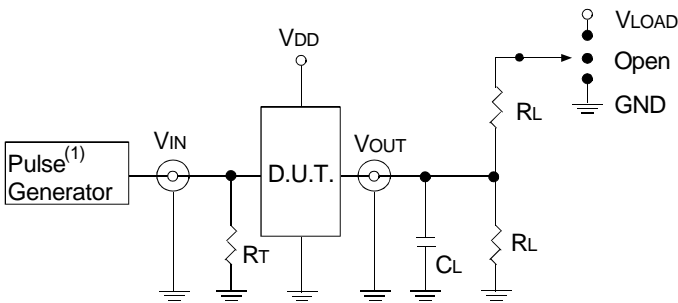 VLOAD
VDD
Open
RL
GND
VIN
VOUT
Pulse(1)
Generator
D.U.T.
RT
CL
RL